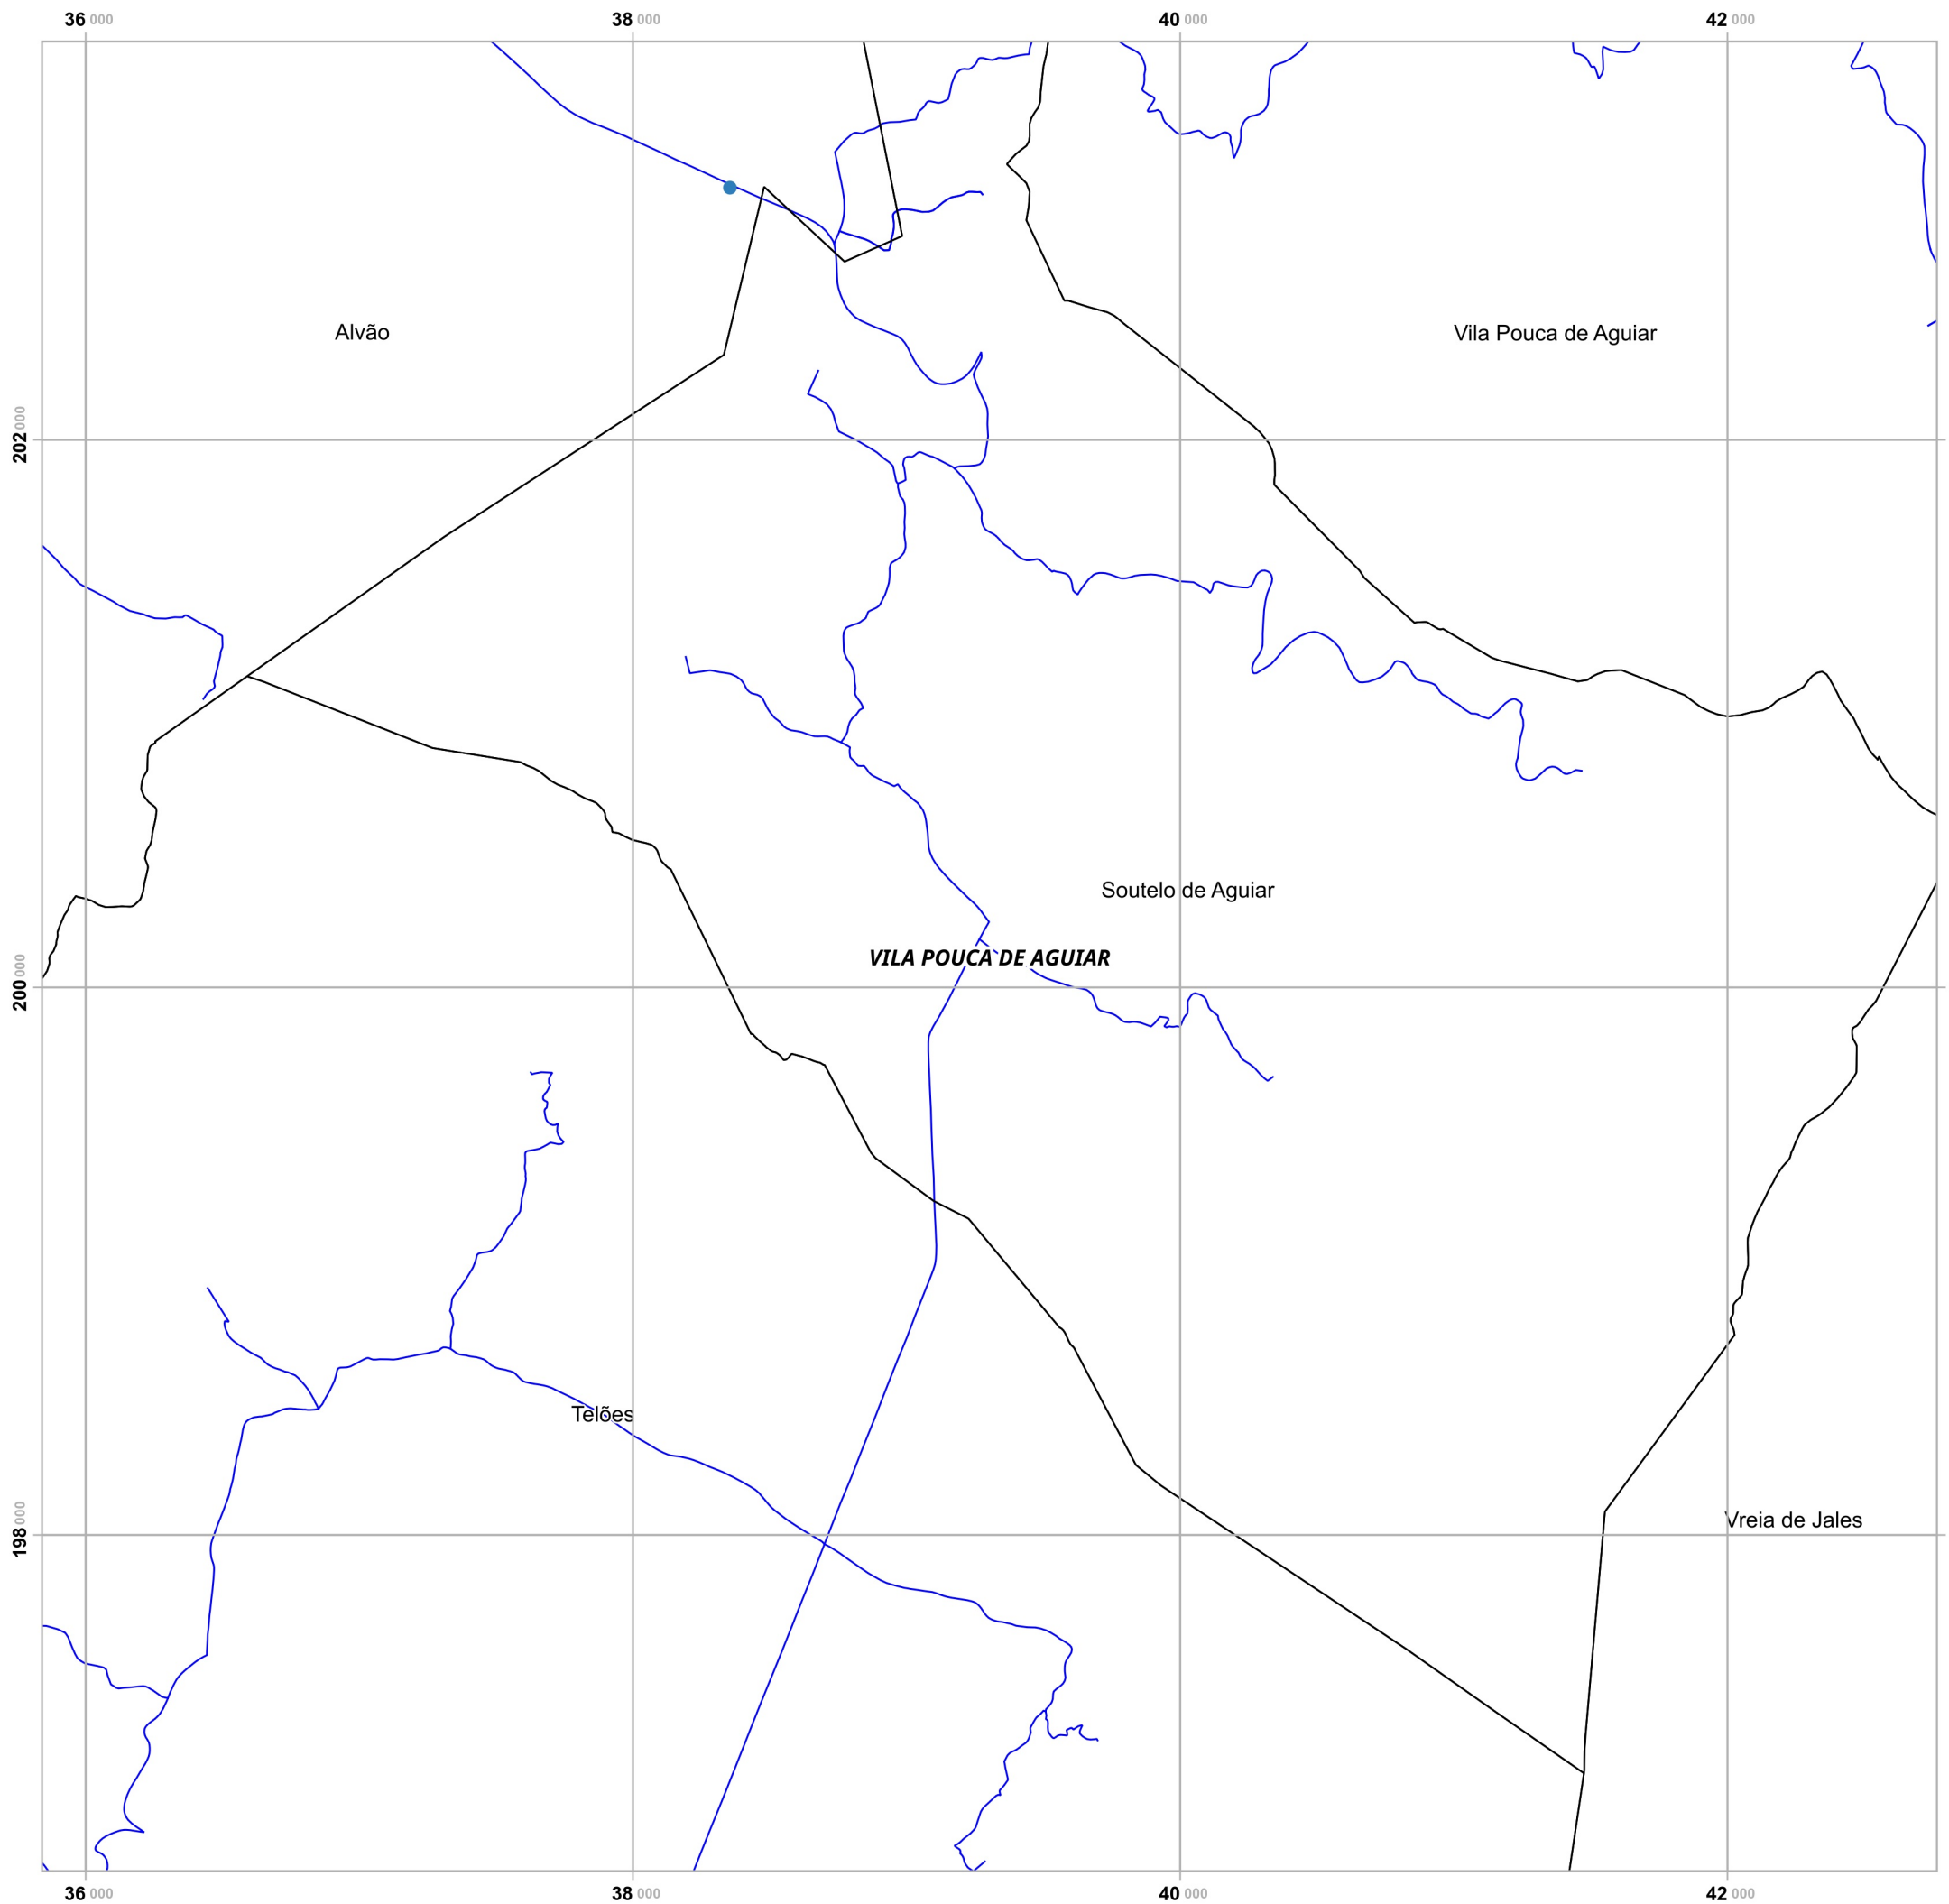 36 000 38 000 40 000 42 000
Alvão
Vila Pouca de Aguiar
202 000
Soutelo de Aguiar
VILA POUCA DE AGUIAR
200 000
Telões
Vreia de Jales
198 000
36 000 38 000 40 000 42 000